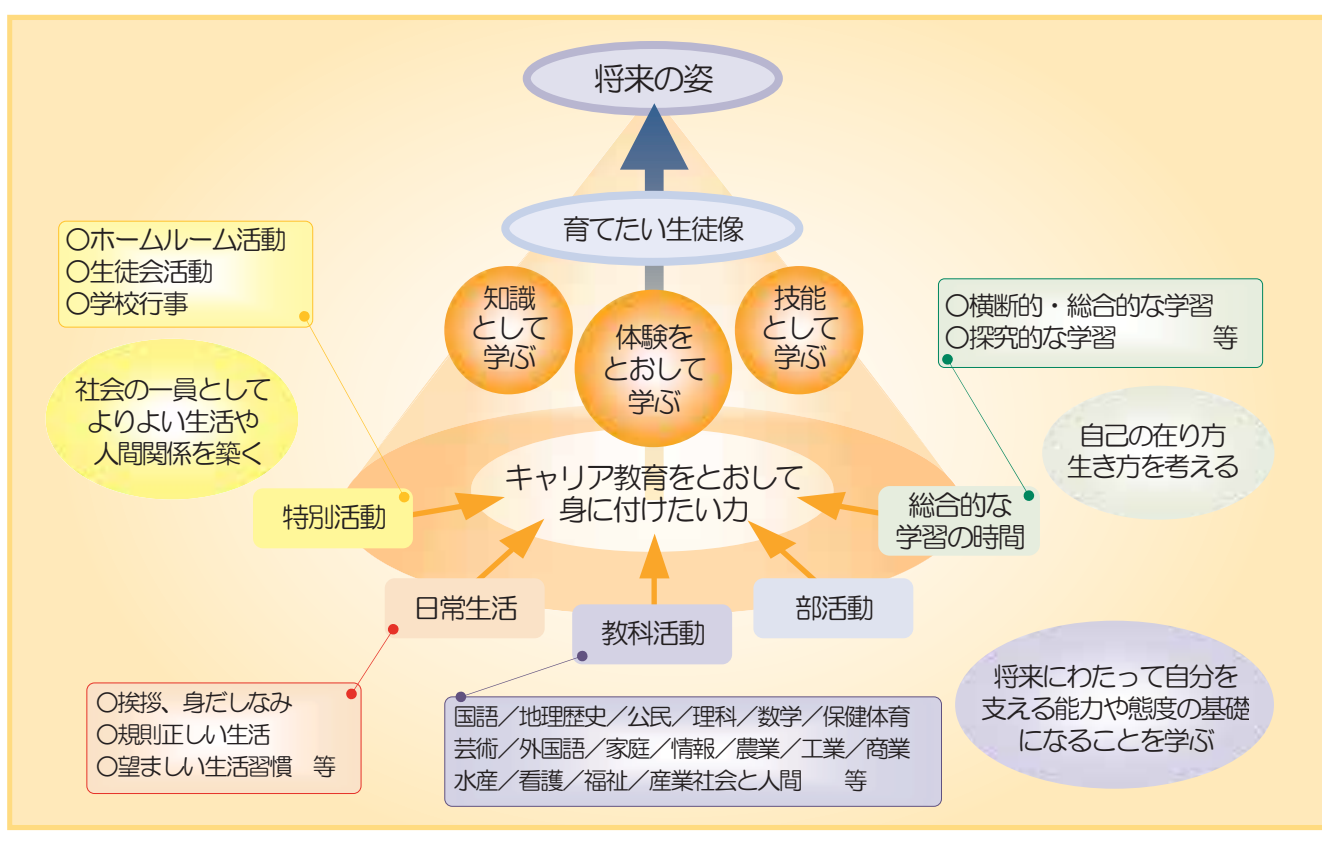 将来の姿
育てたい生徒像
〇ホームルーム活動
〇生徒会活動
〇学校行事
知識
として
学ぶ
体験を
とおして
学ぶ
技能
として
学ぶ
〇横断的・総合的な学習
〇探究的な学習　等
社会の一員として
よりよい生活や
人間関係を築く
自己の在り方
生き方を考える
キャリア教育をとおして
身に付けたい力
特別活動
総合的な
学習の時間
日常生活
教科活動
部活動
〇挨拶、身だしなみ
〇規則正しい生活
〇望ましい生活習慣　等
国語／地理歴史／公民／理科／数学／保健体育
芸術／外国語／家庭／情報／農業／工業／商業
水産／看護／福祉／産業社会と人間　等
将来にわたって自分を
支える能力や態度の基礎
になることを学ぶ